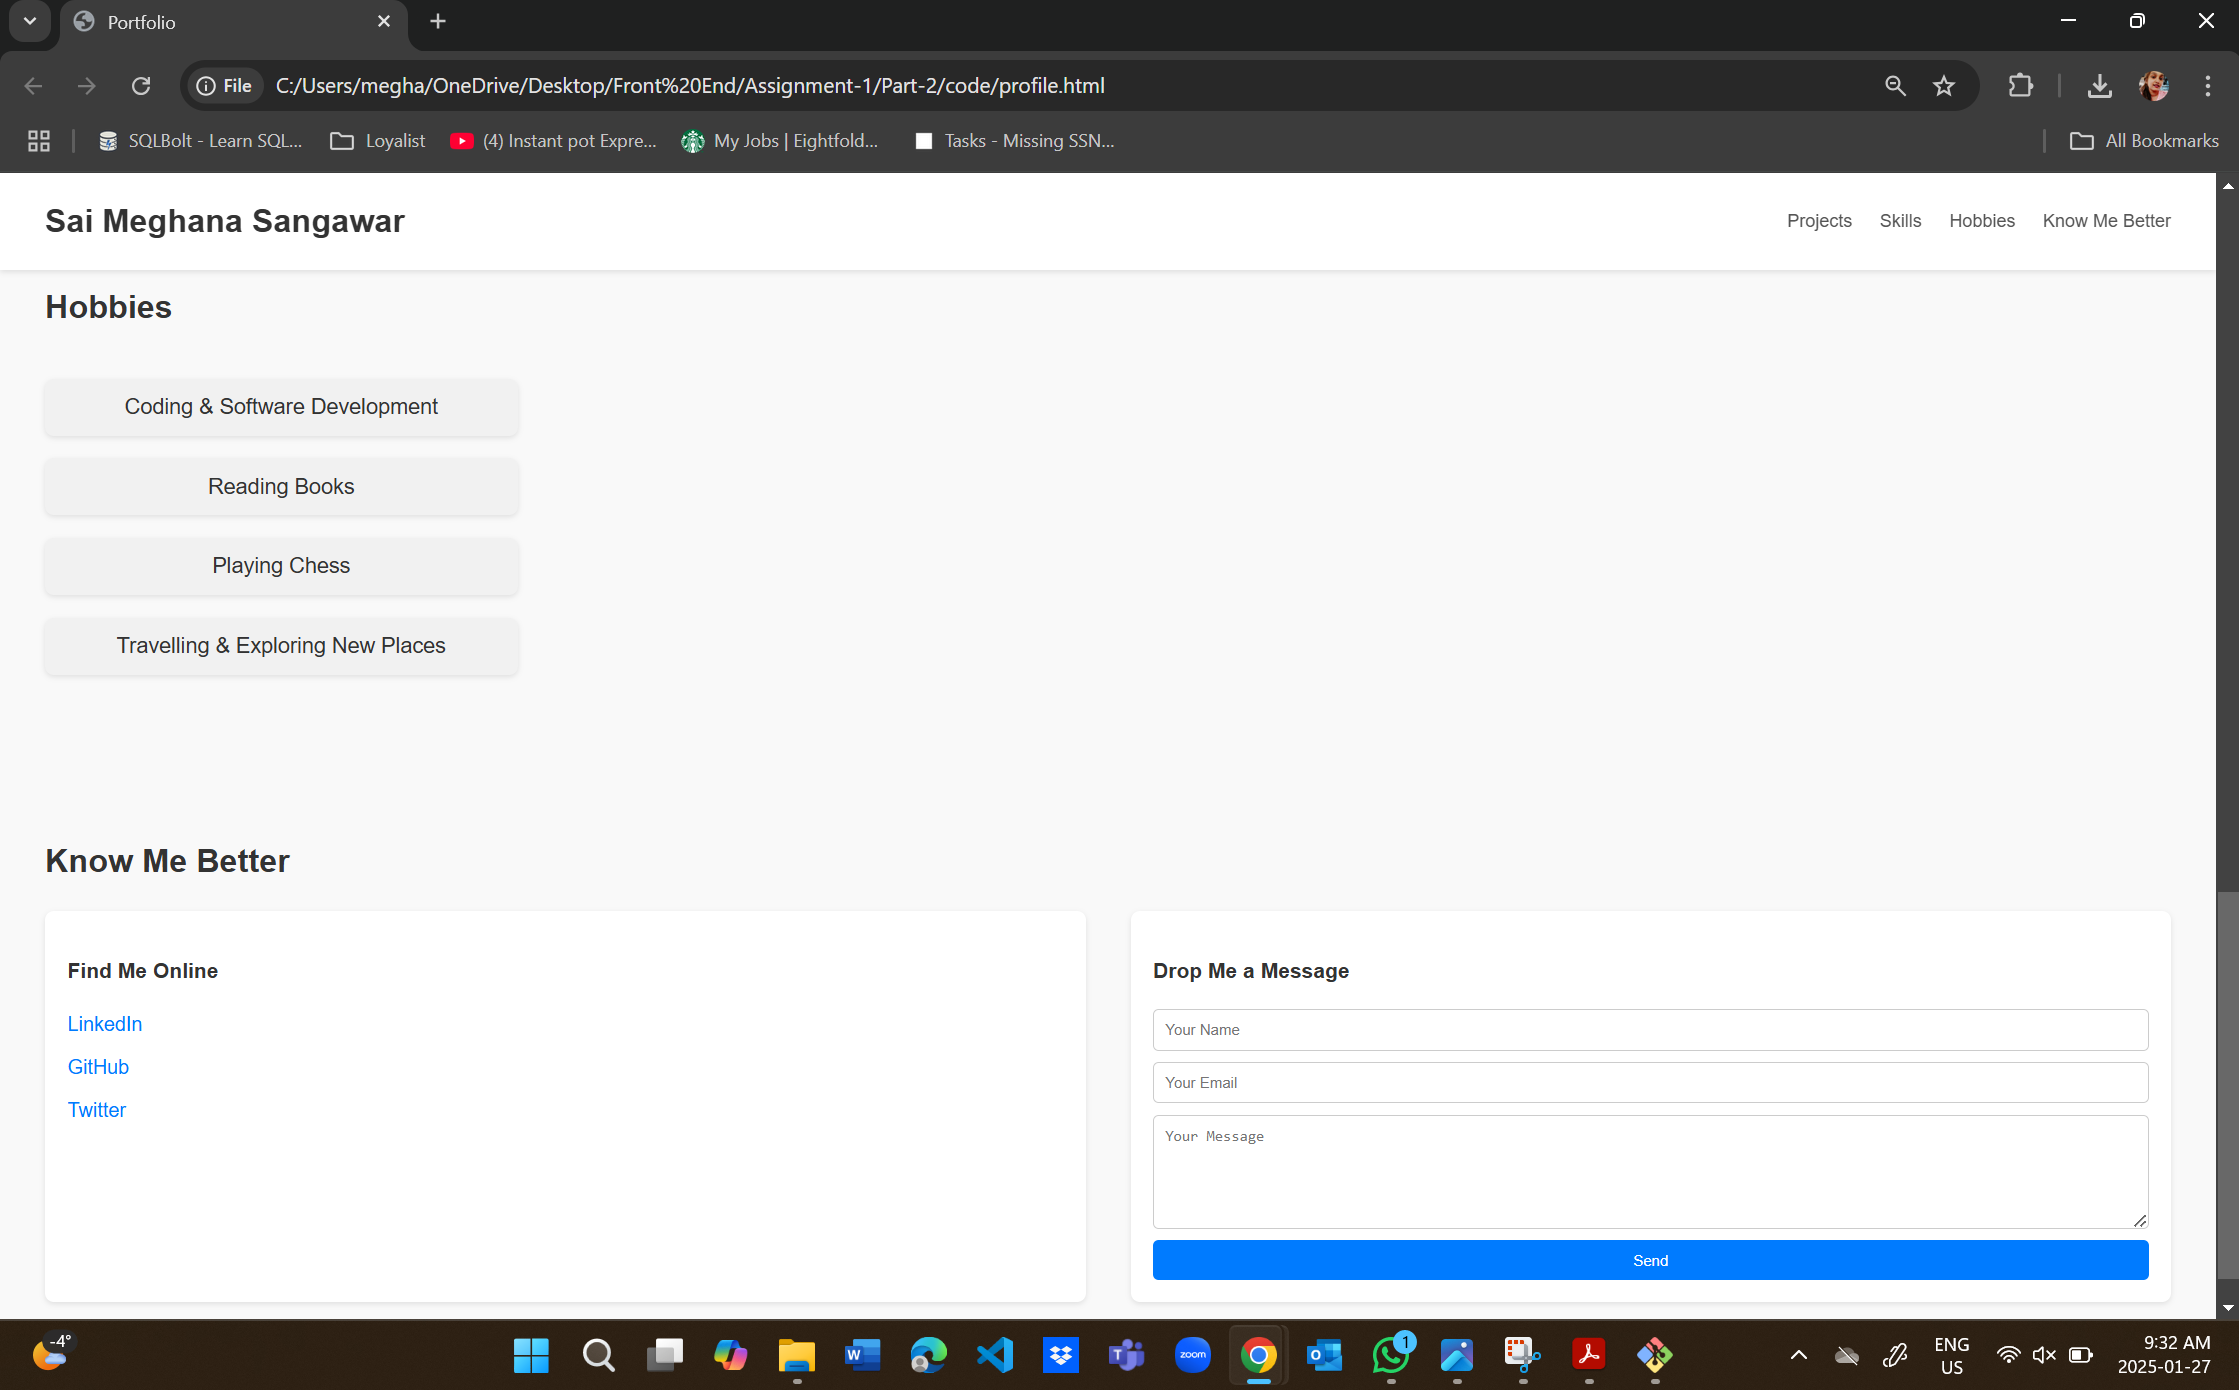 Portfolio
File C:/Users/megha/OneDrive/Desktop/Front%20End/Assignment-1/Part-2/code/profile.html
SQLBolt - Learn SQL... Loyalist (4) Instant pot Expre... My Jobs | Eightfold... Tasks - Missing SSN... All Bookmarks
Sai Meghana Sangawar Projects Skills Hobbies Know Me Better
Hobbies
Coding & Software Development
Reading Books
Playing Chess
Travelling & Exploring New Places
Know Me Better
Find Me Online
LinkedIn
GitHub
Twitter
Drop Me a Message
Your Name
Your Email
Your Message
Send
-4°
W
T
zoom
O
1
ENG
US
9:32 AM
2025-01-27